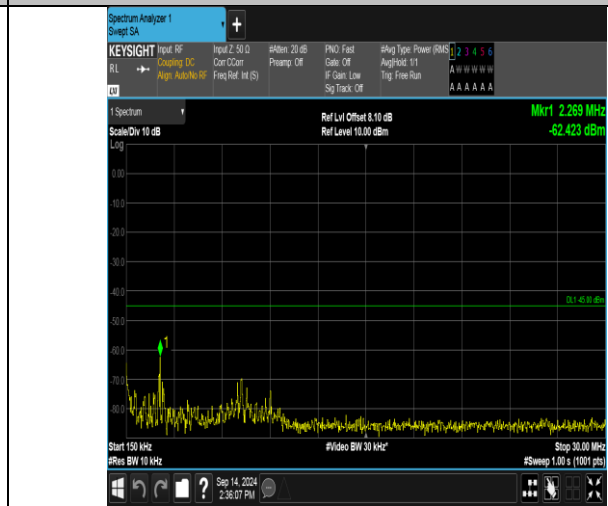 Spectrum Analyzer 1
Swept SA
+
KEYSIGHT
RL
LXI
Input: RF
Coupling: DC
Align: Auto/No RF
Input Z: 50 Ω
Corr CCorr
Freq Ref: Int (S)
#Atten: 20 dB
Preamp: Off
PNO: Fast
Gate: Off
IF Gain: Low
Sig Track: Off
#Avg Type: Power (RMS
Avg|Hold: 1/1
Trig: Free Run
1 2 3 4 5 6
A W W W W W
A A A A A A
1 Spectrum
Scale/Div 10 dB
Ref Lvl Offset 8.10 dB
Ref Level 10.00 dBm
Mkr1 2.269 MHz
-62.423 dBm
Log
0.00
-10.0
-20.0
-30.0
-40.0
DL1 -45.00 dBm
-50.0
1
-60.0
-70.0
-80.0
Start 150 kHz
#Res BW 10 kHz
#Video BW 30 kHz*
Stop 30.00 MHz
#Sweep 1.00 s (1001 pts)
?
Sep 14, 2024
2:36:07 PM